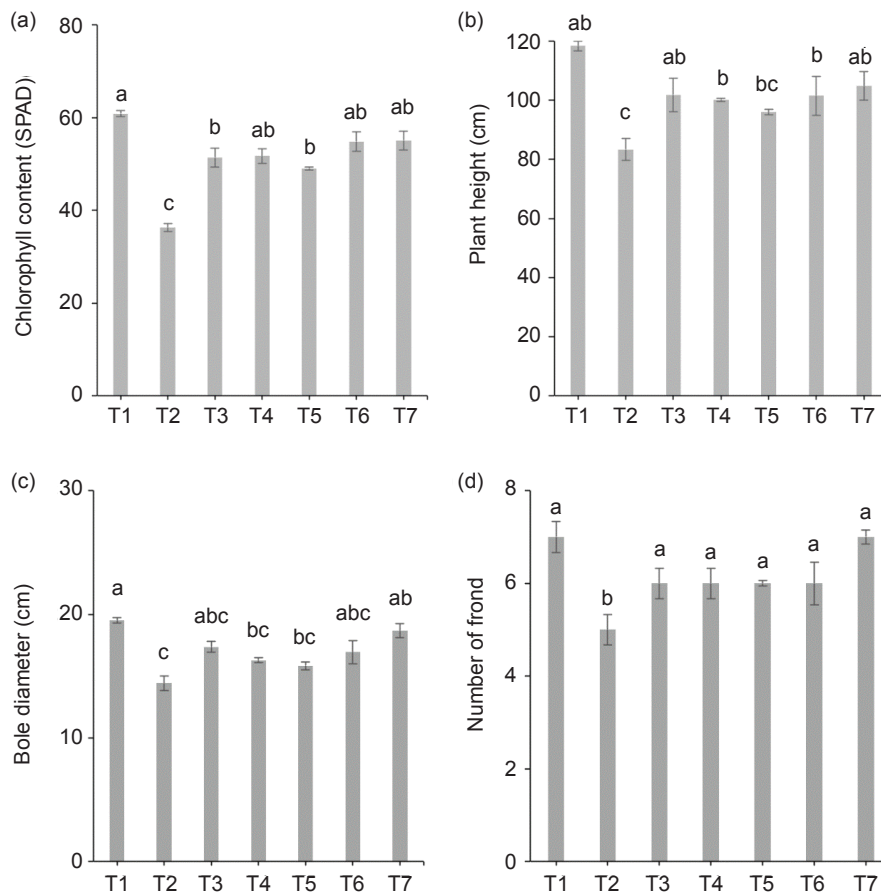 (a)
Chlorophyll content (SPAD)
80
60
40
20
0
a
c
b
ab
b
ab
ab
T1 T2 T3 T4 T5 T6 T7
(b)
Plant height (cm)
120
100
80
60
40
20
0
ab
c
ab
b
bc
b
ab
T1 T2 T3 T4 T5 T6 T7
(c)
Bole diameter (cm)
30
20
10
0
a
c
abc
bc
bc
abc
ab
T1 T2 T3 T4 T5 T6 T7
(d)
Number of frond
8
6
4
2
0
a
b
a
a
a
a
a
T1 T2 T3 T4 T5 T6 T7